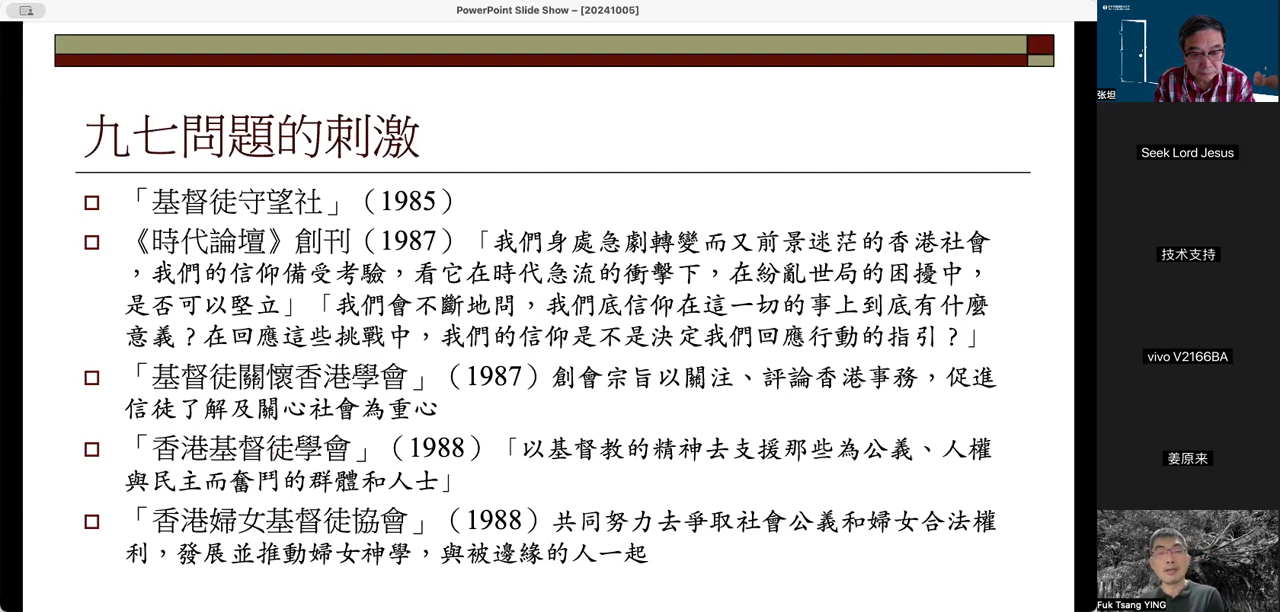 PowerPoint Slide Show – [20241005]
九七問題的刺激
「基督徒守望社」（1985）
《時代論壇》創刊（1987）「我們身處急劇轉變而又前景迷茫的香港社會
，我們的信仰備受考驗，看它在時代急流的衝擊下，在紛亂世局的困擾中，
是否可以堅立」「我們會不斷地問，我們底信仰在這一切的事上到底有什麼
意義？在回應這些挑戰中，我們的信仰是不是決定我們回應行動的指引？」
「基督徒關懷香港學會」（1987）創會宗旨以關注、評論香港事務，促進
信徒了解及關心社會為重心
「香港基督徒學會」（1988）「以基督教的精神去支援那些為公義、人權
與民主而奮鬥的群體和人士」
「香港婦女基督徒協會」（1988）共同努力去爭取社會公義和婦女合法權
利，發展並推動婦女神學，與被邊緣的人一起
张坦
Seek Lord Jesus
技术支持
vivo V2166BA
姜原来
Fuk Tsang YING